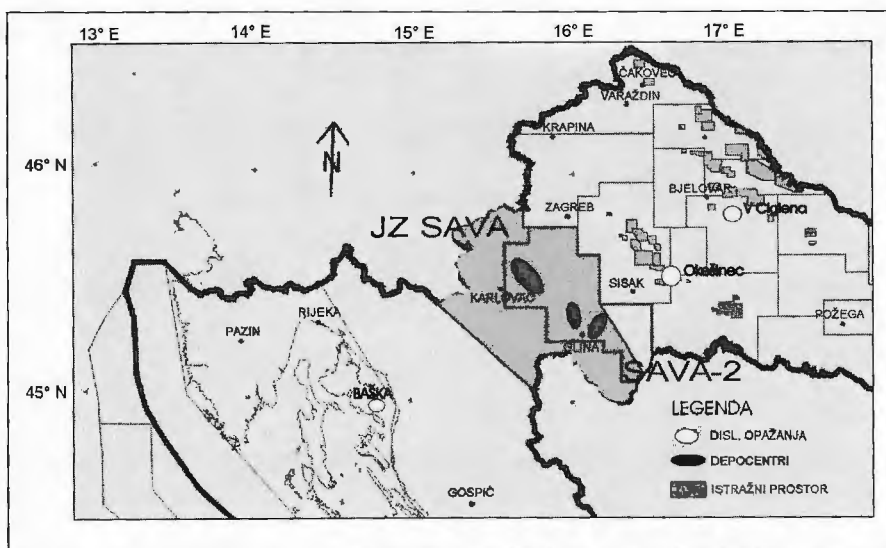 13° E 14° E 15° E 16° E 17° E
46° N
45° N
N
ČAKOVEC
VARAŽDIN
KRAPINA
BJELOVAR
V Ciglena
ZAGREB
JZ SAVA
Okešinec
SISAK
KARLOVAC
POŽEGA
RIJEKA
PAZIN
GLINA
SAVA-2
BAŠKA
GOSPIĆ
LEGENDA
DISL. OPAŽANJA
DEPOCENTRI
ISTRAŽNI PROSTOR